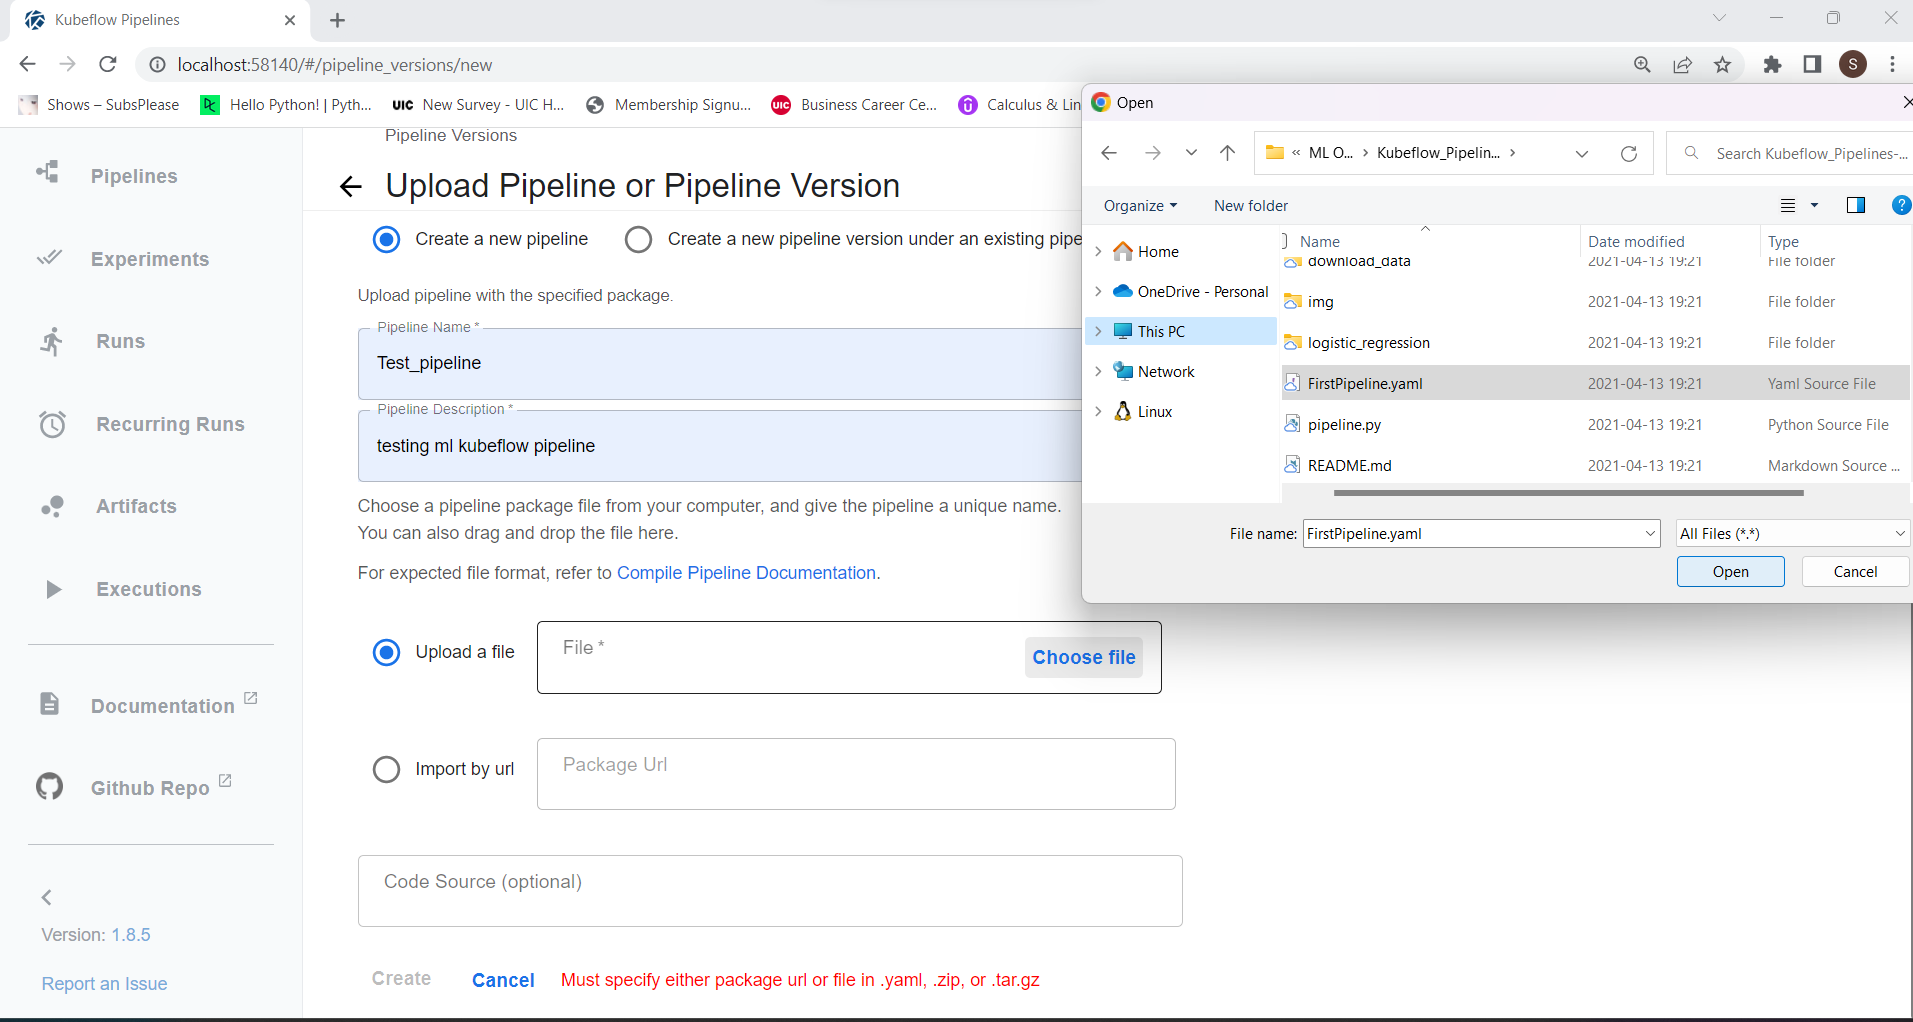 Kubeflow Pipelines
localhost:58140/#/pipeline_versions/new
S
Shows – SubsPlease
Hello Python! | Pyth...
UIC New Survey - UIC H...
Membership Signu...
UIC Business Career Ce...
Calculus & Lin
Pipelines
Experiments
Runs
Recurring Runs
Artifacts
Executions
Documentation
Github Repo
Version: 1.8.5
Report an Issue
Pipeline Versions
Upload Pipeline or Pipeline Version
Create a new pipeline
Create a new pipeline version under an existing pipe
Upload pipeline with the specified package.
Pipeline Name *
Test_pipeline
Pipeline Description *
testing ml kubeflow pipeline
Choose a pipeline package file from your computer, and give the pipeline a unique name.
You can also drag and drop the file here.
For expected file format, refer to Compile Pipeline Documentation.
Upload a file
File *
Choose file
Import by url
Package Url
Code Source (optional)
Create
Cancel
Must specify either package url or file in .yaml, .zip, or .tar.gz
Open
« ML O... › Kubeflow_Pipelin... ›
Search Kubeflow_Pipelines-...
Organize
New folder
?
Home
OneDrive - Personal
This PC
Network
Linux
Name Date modified Type
download_data 2021-04-13 19:21 File folder
img 2021-04-13 19:21 File folder
logistic_regression 2021-04-13 19:21 File folder
FirstPipeline.yaml 2021-04-13 19:21 Yaml Source File
pipeline.py 2021-04-13 19:21 Python Source File
README.md 2021-04-13 19:21 Markdown Source ...
File name: FirstPipeline.yaml
All Files (*.*)
Open
Cancel